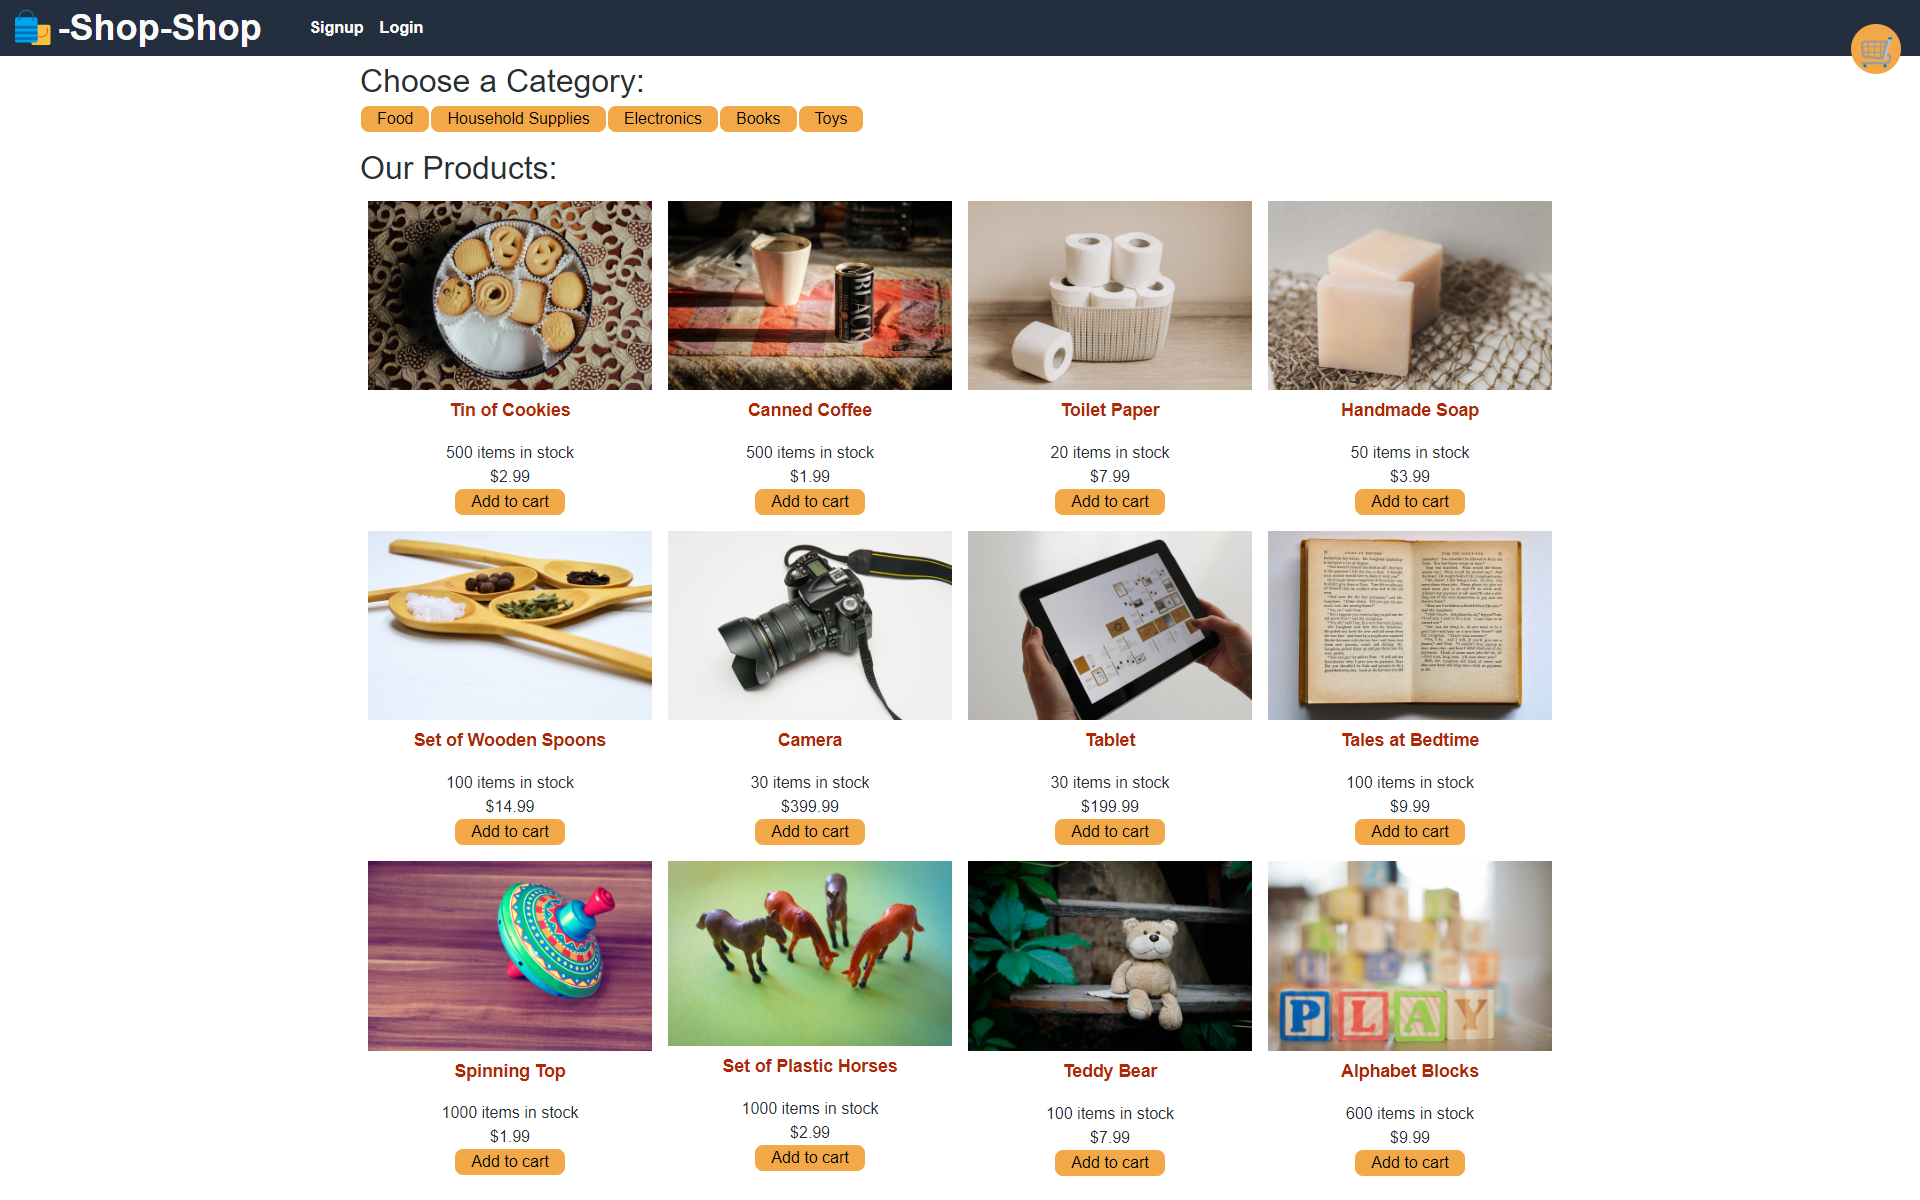 -Shop-Shop
Signup Login
Choose a Category:
Food Household Supplies Electronics Books Toys
Our Products:
BLACK
Tin of Cookies Canned Coffee Toilet Paper Handmade Soap
500 items in stock 500 items in stock 20 items in stock 50 items in stock
$2.99 $1.99 $7.99 $3.99
Add to cart Add to cart Add to cart Add to cart
Set of Wooden Spoons Camera Tablet Tales at Bedtime
100 items in stock 30 items in stock 30 items in stock 100 items in stock
$14.99 $399.99 $199.99 $9.99
Add to cart Add to cart Add to cart Add to cart
PLAY
Spinning Top Set of Plastic Horses Teddy Bear Alphabet Blocks
1000 items in stock 1000 items in stock 100 items in stock 600 items in stock
$1.99 $2.99 $7.99 $9.99
Add to cart Add to cart Add to cart Add to cart